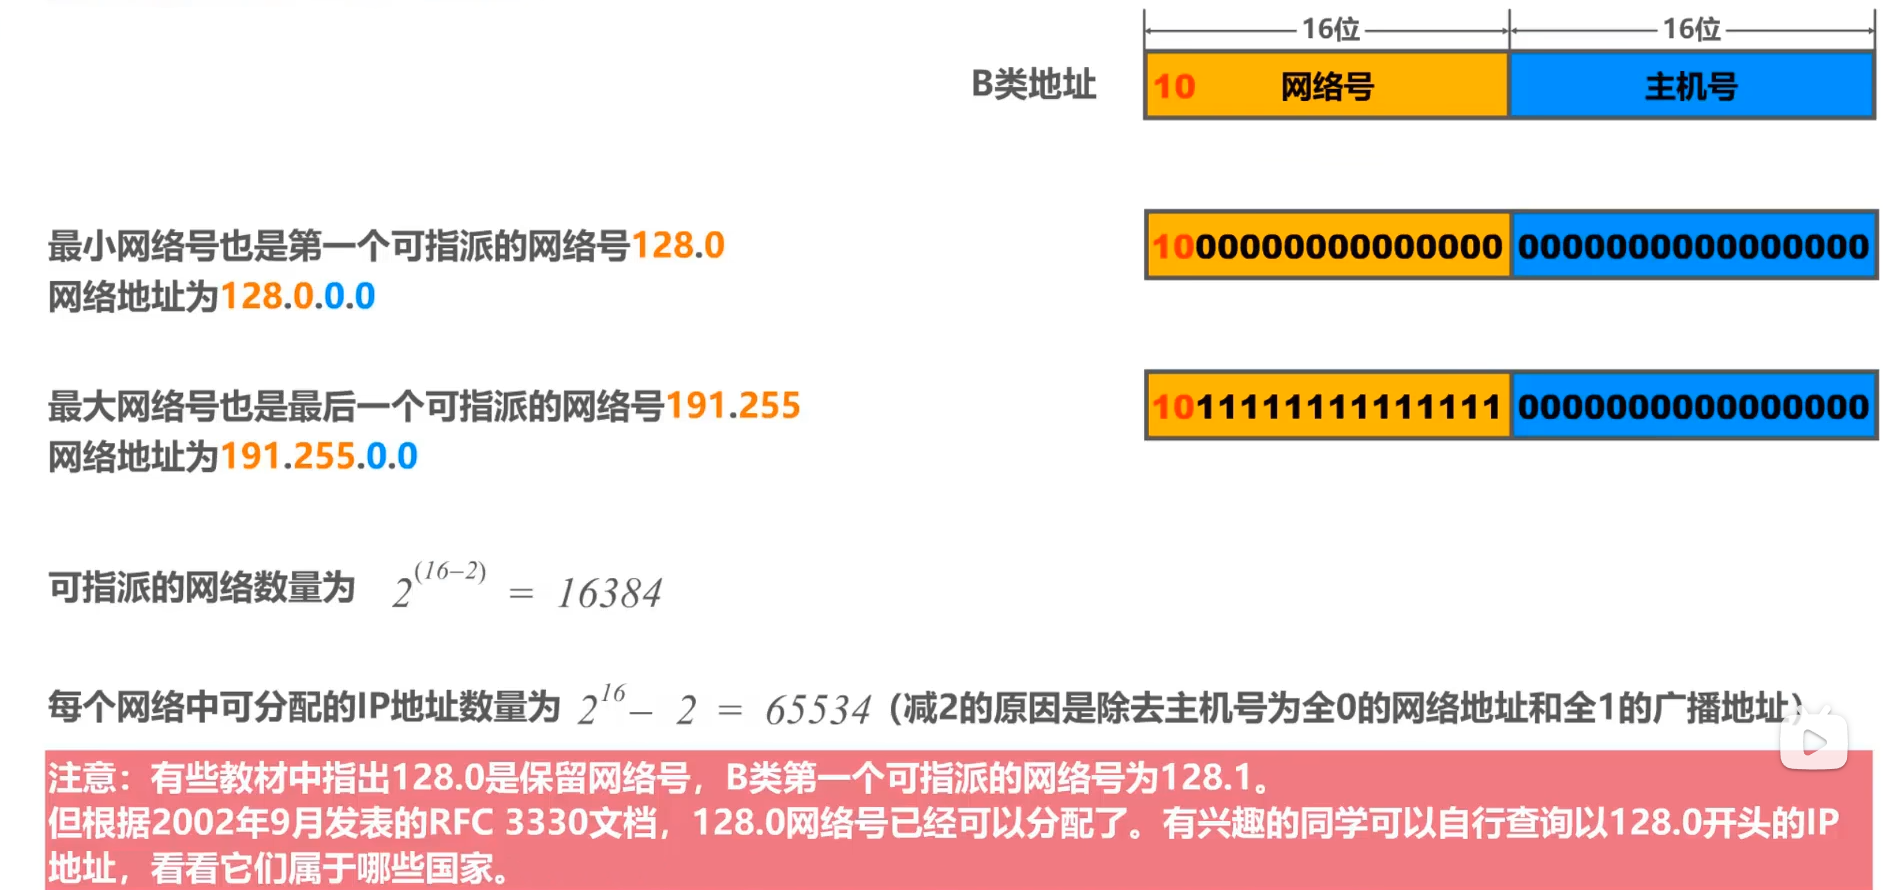 16位 16位
B类地址 10 网络号 主机号
最小网络号也是第一个可指派的网络号128.0
网络地址为128.0.0.0
1000000000000000 0000000000000000
最大网络号也是最后一个可指派的网络号191.255
网络地址为191.255.0.0
1011111111111111 0000000000000000
可指派的网络数量为 2^(16-2) = 16384
每个网络中可分配的IP地址数量为 2^16 - 2 = 65534（减2的原因是除去主机号为全0的网络地址和全1的广播地址）
注意：有些教材中指出128.0是保留网络号，B类第一个可指派的网络号为128.1。
但根据2002年9月发表的RFC 3330文档，128.0网络号已经可以分配了。有兴趣的同学可以自行查询以128.0开头的IP
地址，看看它们属于哪些国家。